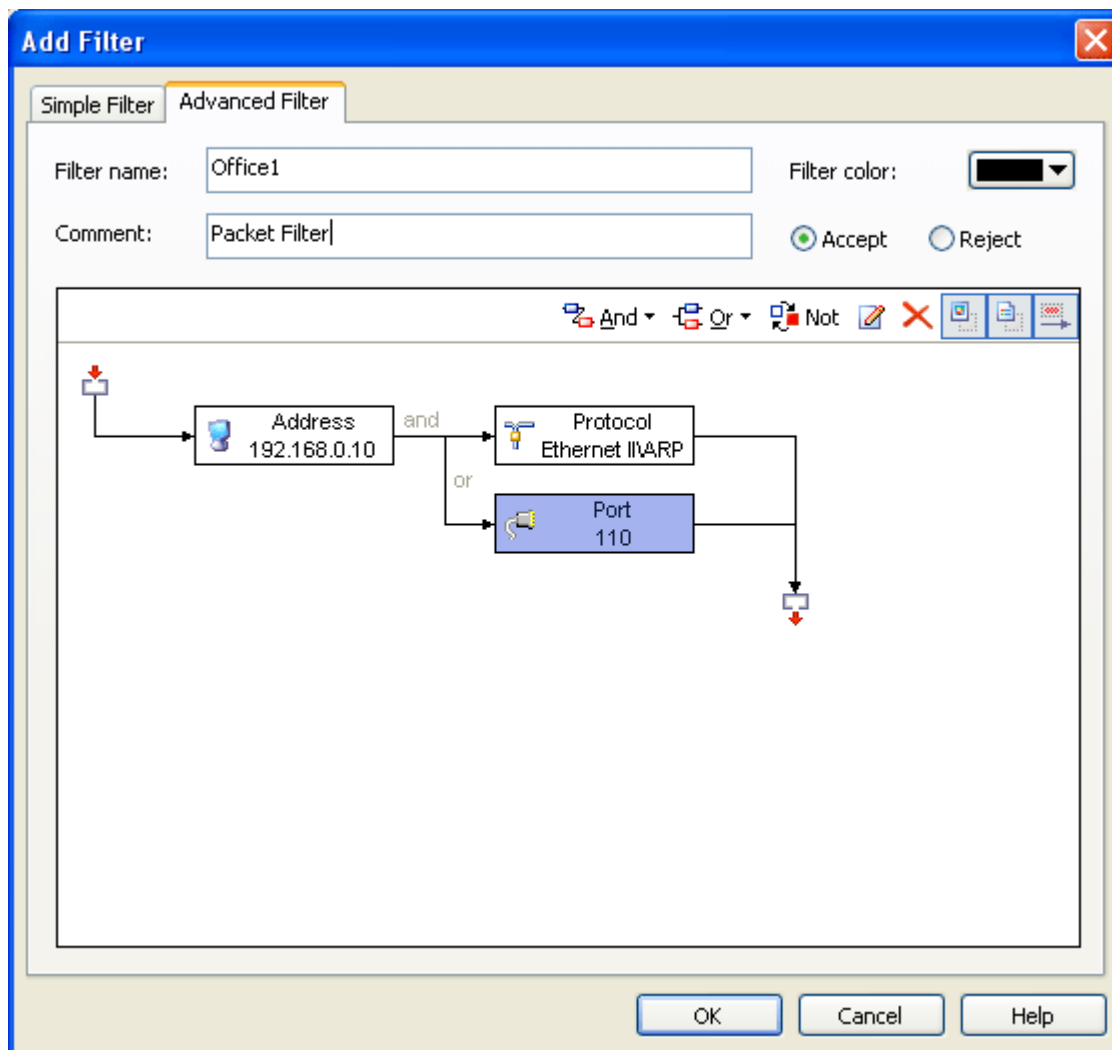 Add Filter
Simple Filter
Advanced Filter
Filter name:
Office1
Filter color:
Comment:
Packet Filter
Accept
Reject
And
Or
Not
Address
192.168.0.10
and
Protocol
Ethernet II\ARP
or
Port
110
OK
Cancel
Help